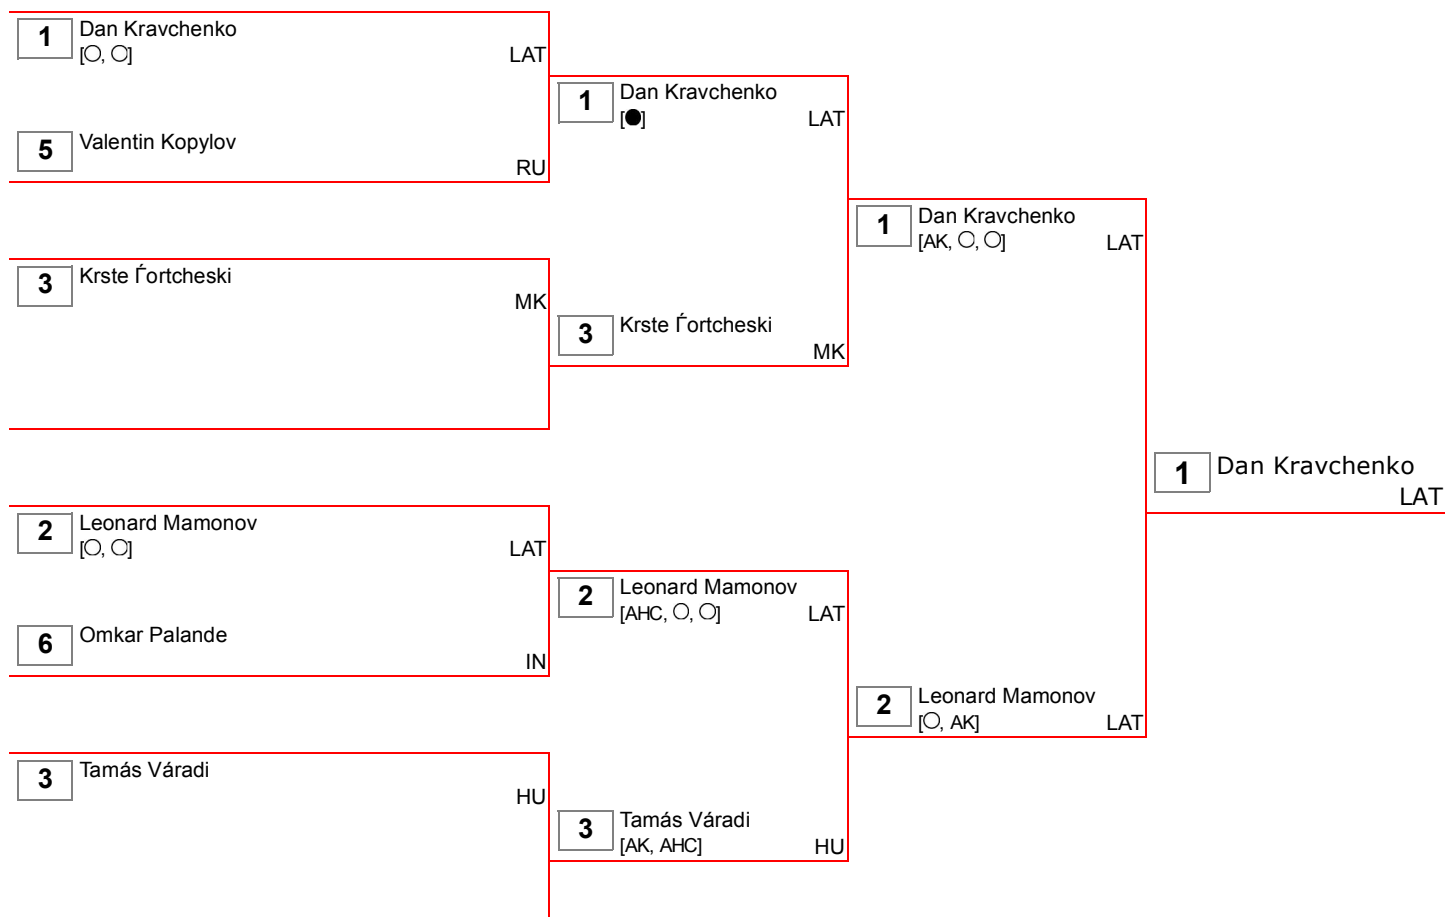 1 Dan Kravchenko
[○, ○] LAT
5 Valentin Kopylov
RU
3 Krste Ѓortcheski
MK
2 Leonard Mamonov
[○, ○] LAT
6 Omkar Palande
IN
3 Tamás Váradi
HU
1 Dan Kravchenko
[●] LAT
3 Krste Ѓortcheski
MK
2 Leonard Mamonov
[AHC, ○, ○] LAT
3 Tamás Váradi
[AK, AHC] HU
1 Dan Kravchenko
[AK, ○, ○] LAT
2 Leonard Mamonov
[○, AK] LAT
1 Dan Kravchenko
LAT